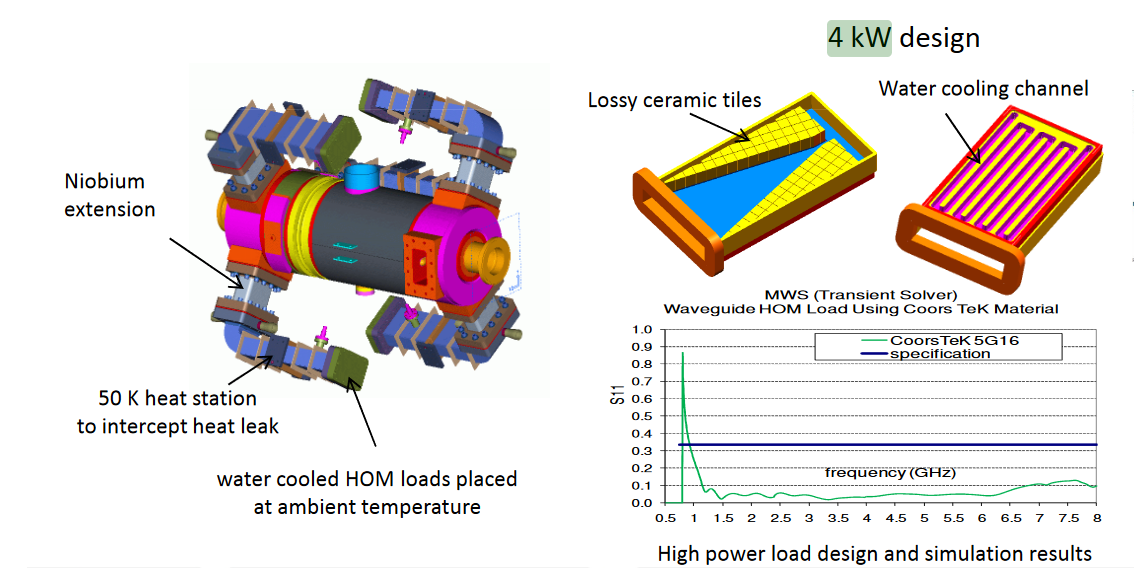 4 kW design
Lossy ceramic tiles
Water cooling channel
Niobium
extension
50 K heat station
to intercept heat leak
water cooled HOM loads placed
at ambient temperature
MWS (Transient Solver)
Waveguide HOM Load Using Coors TeK Material
CoorsTeK 5G16
specification
S11
1.0
0.9
0.8
0.7
0.6
0.5
0.4
0.3
0.2
0.1
0.0
frequency (GHz)
0.5 1 1.5 2 2.5 3 3.5 4 4.5 5 5.5 6 6.5 7 7.5 8
High power load design and simulation results